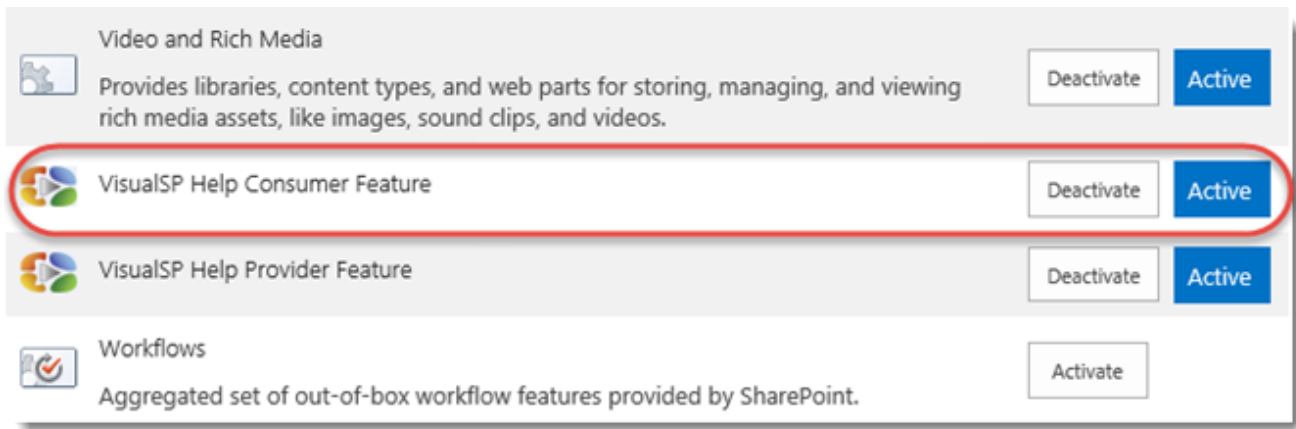 Video and Rich Media
Deactivate Active
Provides libraries, content types, and web parts for storing, managing, and viewing
rich media assets, like images, sound clips, and videos.
VisualSP Help Consumer Feature
Deactivate Active
VisualSP Help Provider Feature
Deactivate Active
Workflows
Activate
Aggregated set of out-of-box workflow features provided by SharePoint.